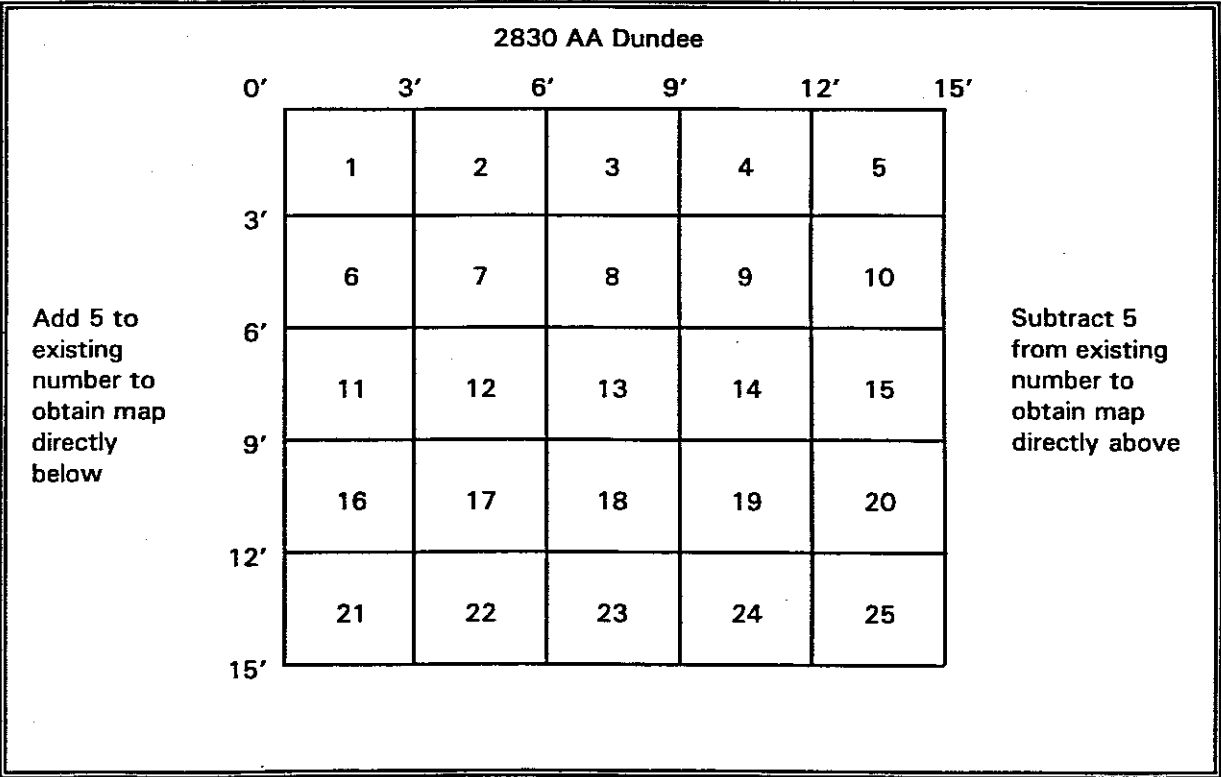 2830 AA Dundee
0′ 3′ 6′ 9′ 12′ 15′
1 2 3 4 5
3′
6 7 8 9 10
6′
11 12 13 14 15
9′
16 17 18 19 20
12′
21 22 23 24 25
15′
Add 5 to
existing
number to
obtain map
directly
below
Subtract 5
from existing
number to
obtain map
directly above